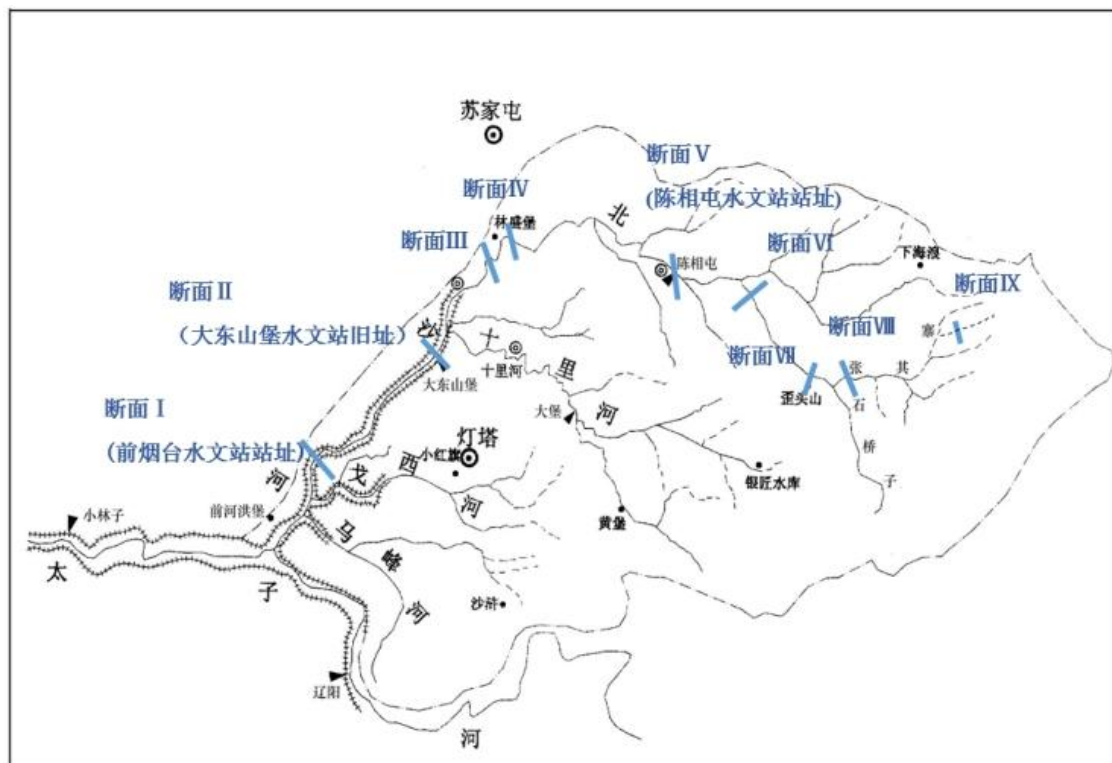 苏家屯
断面Ⅴ
(陈相屯水文站站址)
断面Ⅳ
林盛堡
北
断面Ⅲ
断面Ⅵ
陈相屯
下海浪
断面Ⅸ
断面Ⅱ
(大东山堡水文站旧址)
沙
十
里
河
十里河
大东山堡
断面Ⅷ
寨
其
张
断面Ⅶ
歪头山
石
桥
子
断面Ⅰ
(前烟台水文站站址)
大堡
灯塔
小红旗
河
戈
西
河
银匠水库
前河洪堡
小林子
马
峰
河
黄堡
太
子
河
沙浒
辽阳